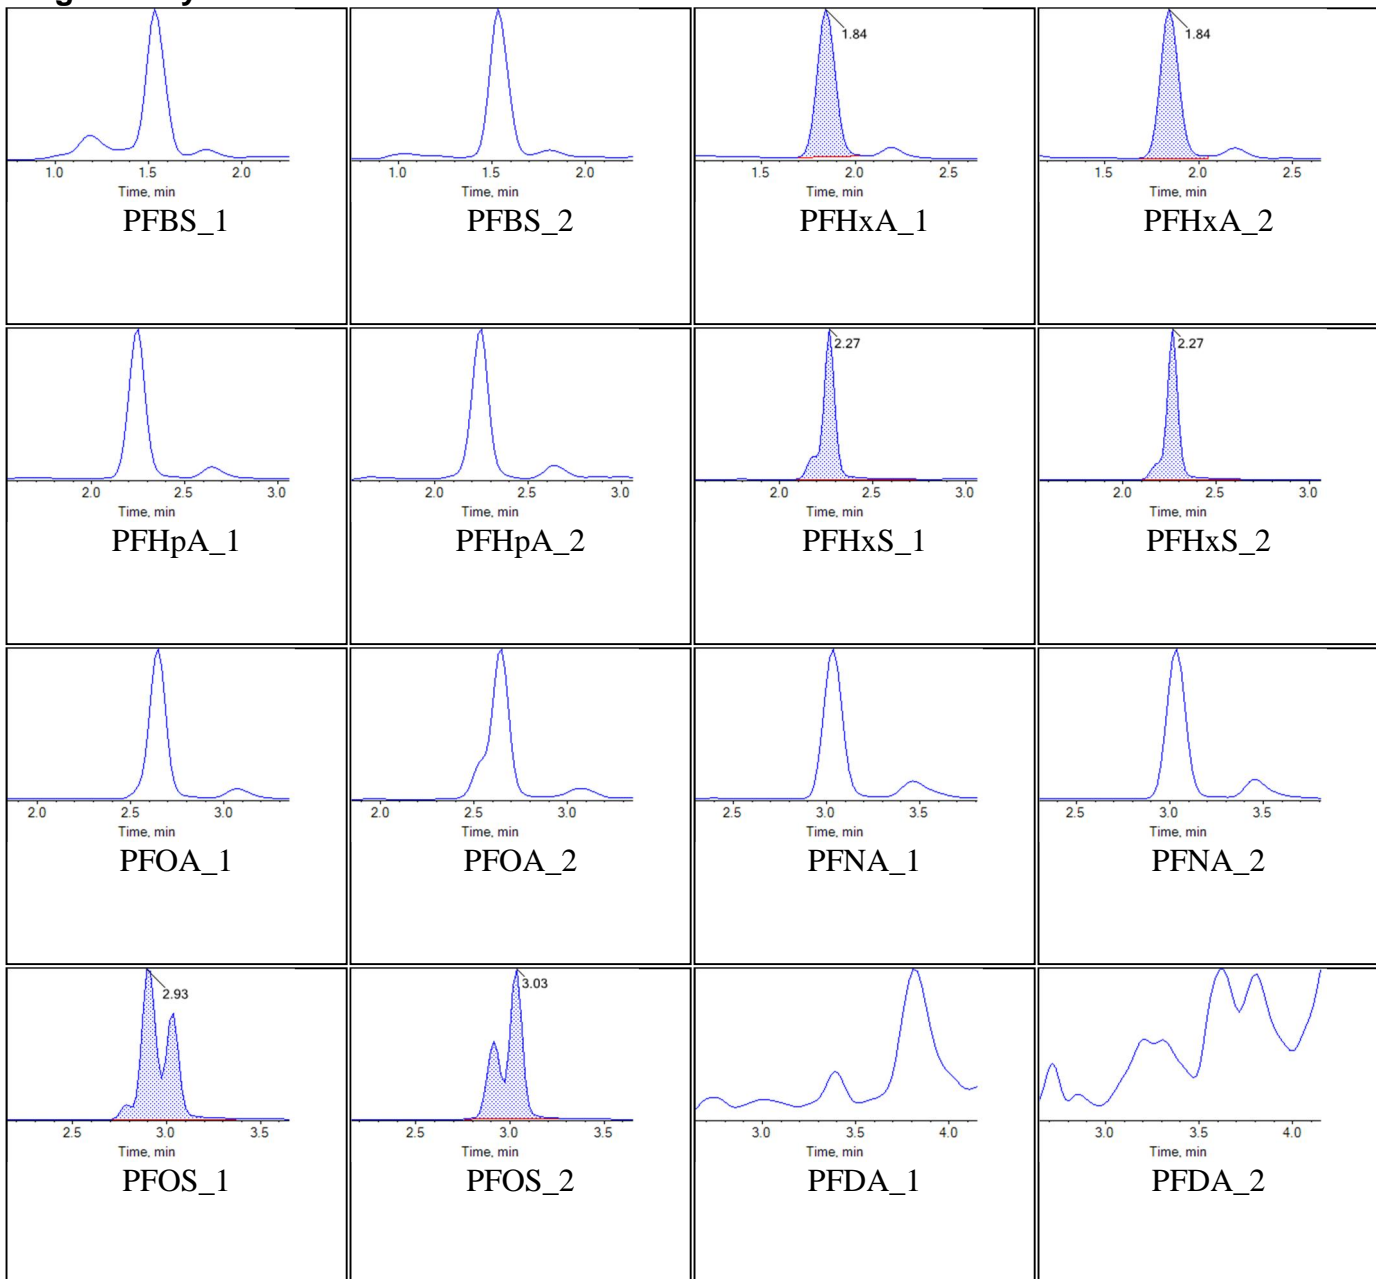 1.0 1.5 2.0
Time, min
PFBS_1
1.0 1.5 2.0
Time, min
PFBS_2
1.84
1.5 2.0 2.5
Time, min
PFHxA_1
1.84
1.5 2.0 2.5
Time, min
PFHxA_2
2.0 2.5 3.0
Time, min
PFHpA_1
2.0 2.5 3.0
Time, min
PFHpA_2
2.27
2.0 2.5 3.0
Time, min
PFHxS_1
2.27
2.0 2.5 3.0
Time, min
PFHxS_2
2.0 2.5 3.0
Time, min
PFOA_1
2.0 2.5 3.0
Time, min
PFOA_2
2.5 3.0 3.5
Time, min
PFNA_1
2.5 3.0 3.5
Time, min
PFNA_2
2.93
2.5 3.0 3.5
Time, min
PFOS_1
3.03
2.5 3.0 3.5
Time, min
PFOS_2
3.0 3.5 4.0
Time, min
PFDA_1
3.0 3.5 4.0
Time, min
PFDA_2